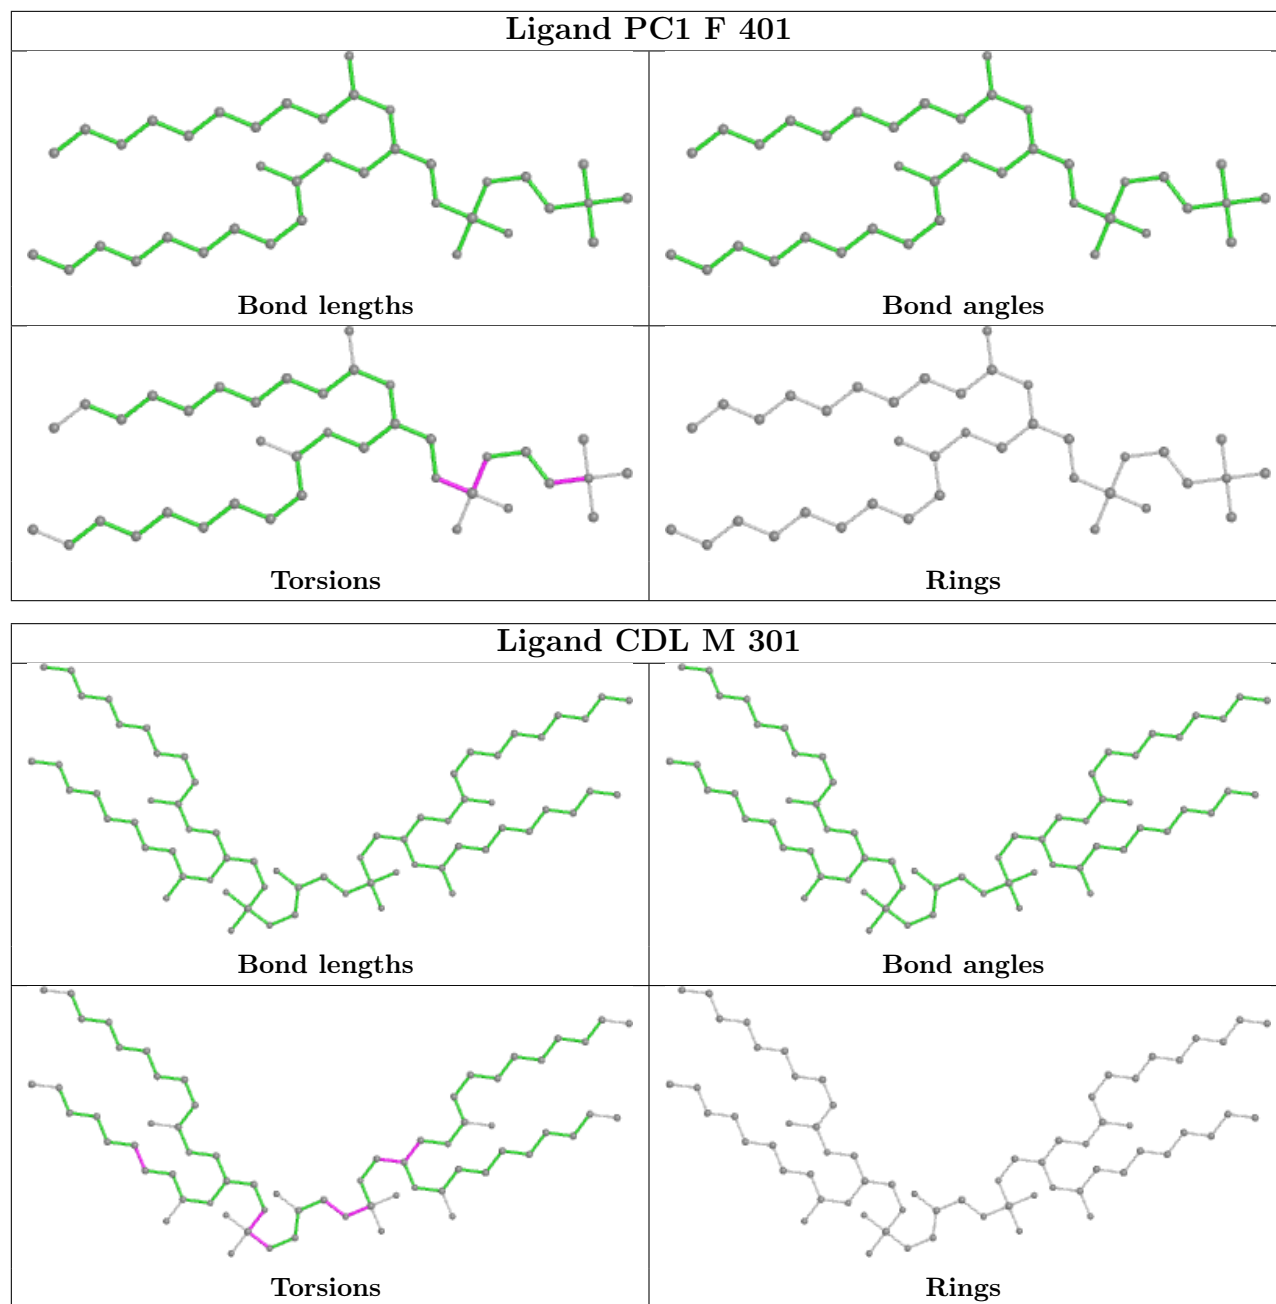 Ligand PC1 F 401
Bond lengths
Bond angles
Torsions
Rings
Ligand CDL M 301
Bond lengths
Bond angles
Torsions
Rings